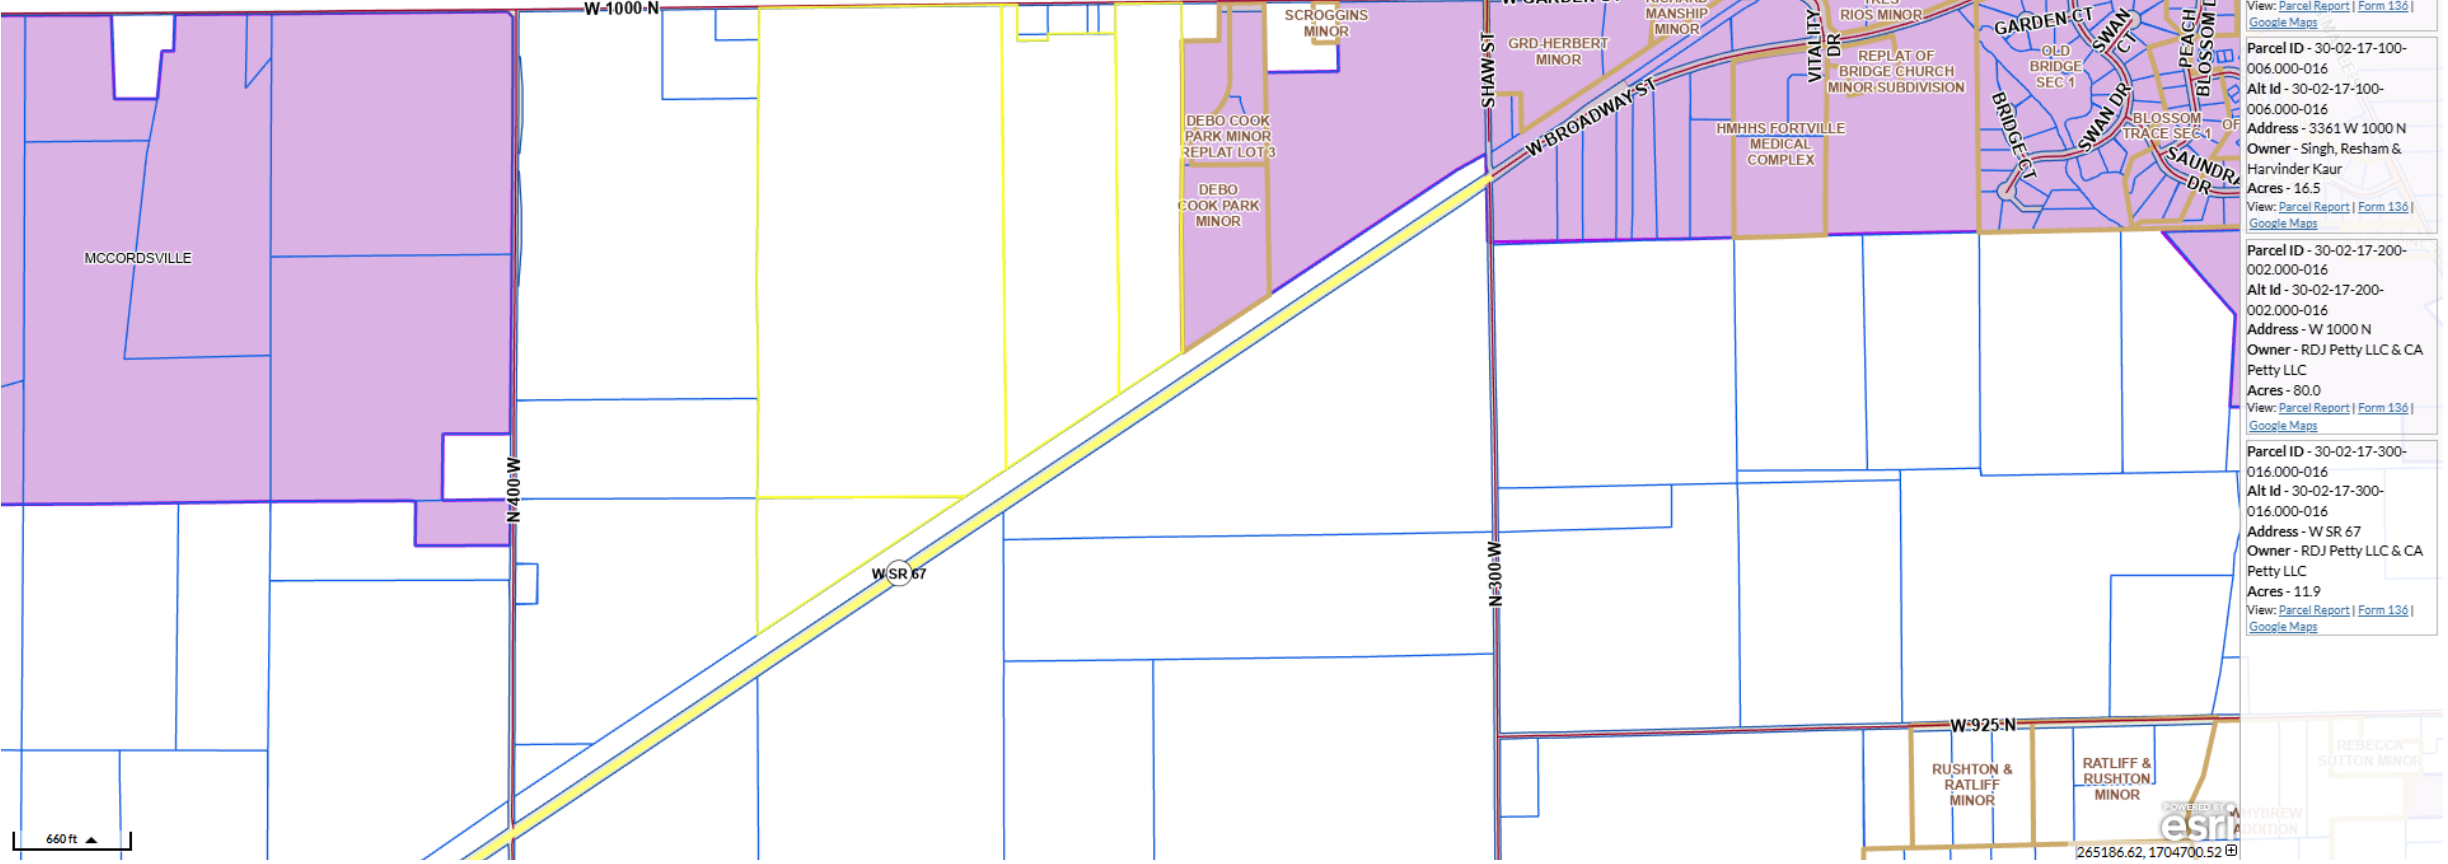 W 1000 N
SCROGGINS
MINOR
MANSHIP
MINOR
GRD-HERBERT
MINOR
SHAW ST
W BROADWAY ST
VITALITY
DR
RIOS MINOR
REPLAT OF
BRIDGE CHURCH
MINOR SUBDIVISION
GARDEN CT
SWAN
CT
OLD
BRIDGE
SEC 1
PEACH
BLOSSOM
BRIDGE CT
SWAN DR
BLOSSOM
TRACE SEC 1
OF
SAUNDRA
DR
HMHHS FORTVILLE
MEDICAL
COMPLEX
DEBO COOK
PARK MINOR
REPLAT LOT 3
DEBO
COOK PARK
MINOR
MCCORDSVILLE
N 400 W
W SR 67
N 300 W
W 925 N
RUSHTON &
RATLIFF
MINOR
RATLIFF &
RUSHTON
MINOR
REBECCA
SUTTON MINOR
WHYBREW
ADDITION
660 ft
POWERED BY
esri
265186.62, 1704700.52
View: Parcel Report | Form 136 |
Google Maps
Parcel ID - 30-02-17-100-
006.000-016
Alt Id - 30-02-17-100-
006.000-016
Address - 3361 W 1000 N
Owner - Singh, Resham &
Harvinder Kaur
Acres - 16.5
View: Parcel Report | Form 136 |
Google Maps
Parcel ID - 30-02-17-200-
002.000-016
Alt Id - 30-02-17-200-
002.000-016
Address - W 1000 N
Owner - RDJ Petty LLC & CA
Petty LLC
Acres - 80.0
View: Parcel Report | Form 136 |
Google Maps
Parcel ID - 30-02-17-300-
016.000-016
Alt Id - 30-02-17-300-
016.000-016
Address - W SR 67
Owner - RDJ Petty LLC & CA
Petty LLC
Acres - 11.9
View: Parcel Report | Form 136 |
Google Maps